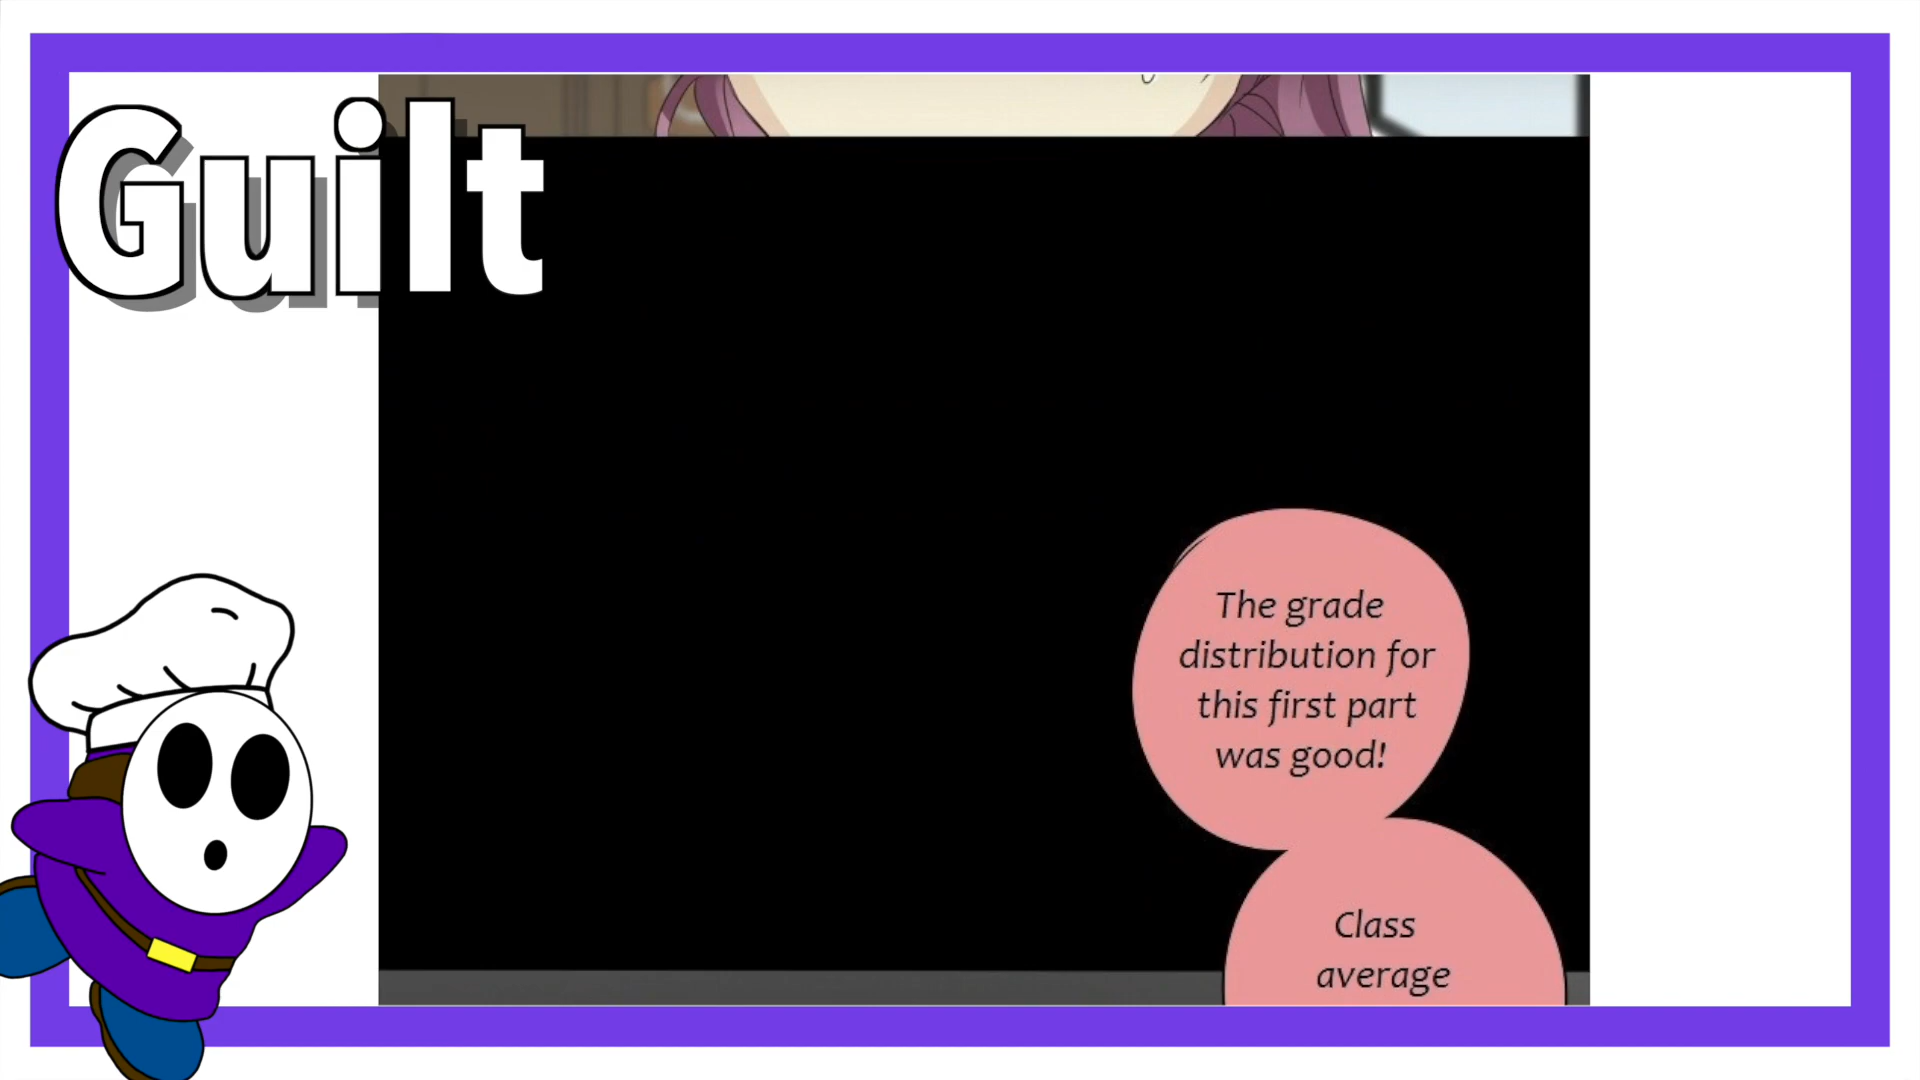 Guilt
The grade
distribution for
this first part
was good!
Class
average